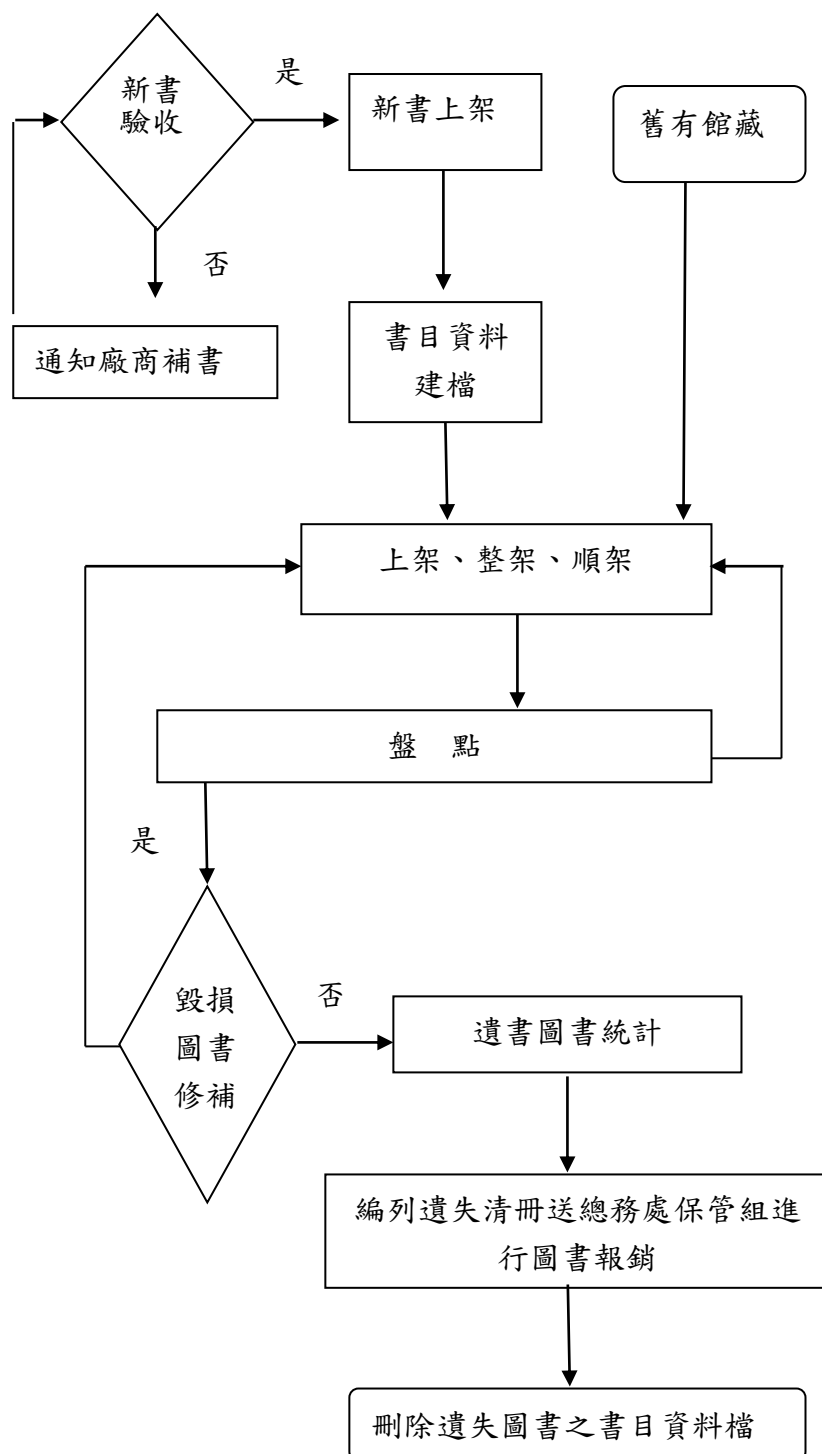 新書
驗收
是
新書上架
舊有館藏
否
通知廠商補書
書目資料
建檔
上架、整架、順架
盤 點
是
毀損
圖書
修補
否
遺書圖書統計
編列遺失清冊送總務處保管組進
行圖書報銷
刪除遺失圖書之書目資料檔